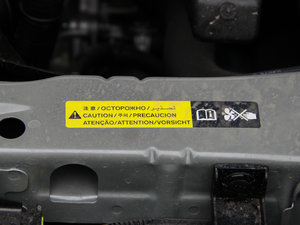 注意/ОСТОРОЖНО/تحذير
CAUTION/주의/PRECAUCION
ATENÇÃO/ATTENTION/VORSICHT